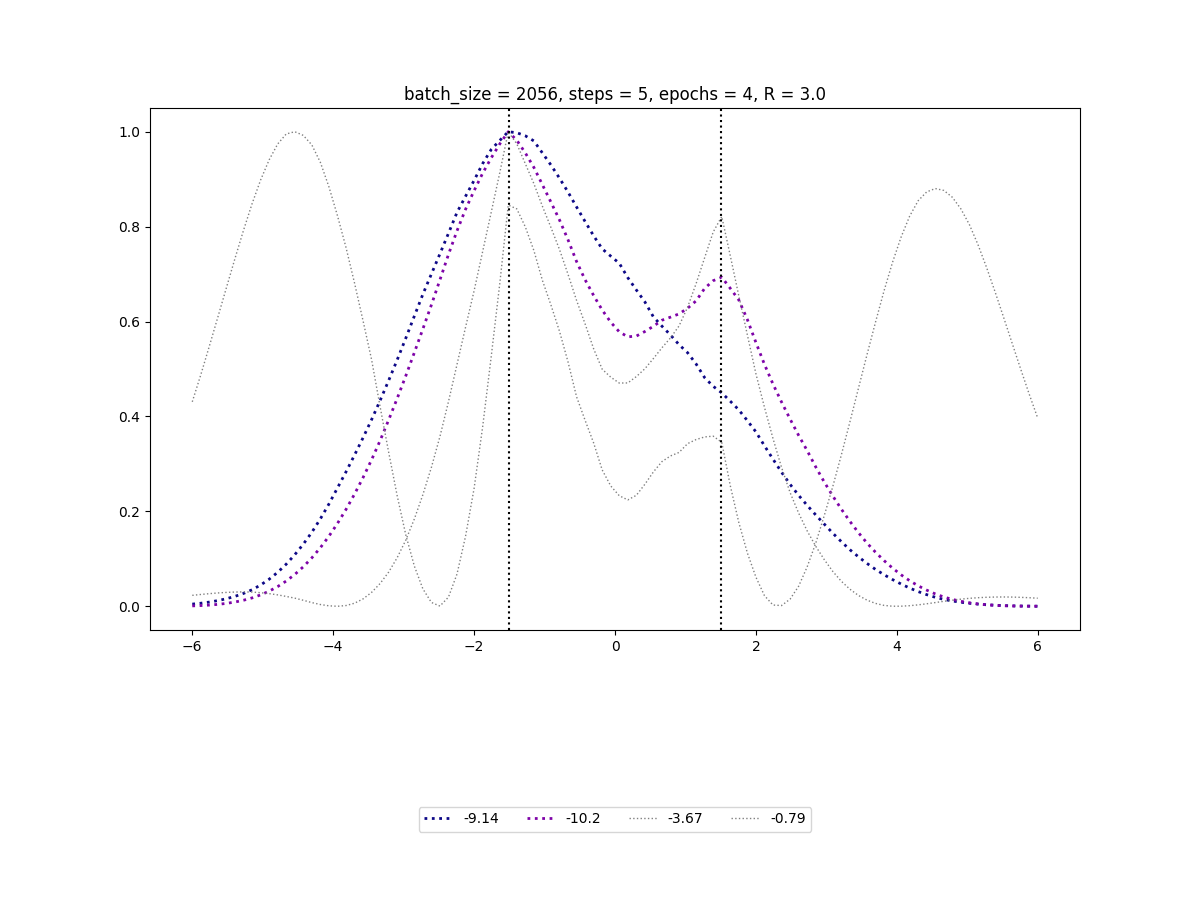 batch_size = 2056, steps = 5, epochs = 4, R = 3.0
1.0
0.8
0.6
0.4
0.2
0.0
−6 −4 −2 0 2 4 6
-9.14 -10.2 -3.67 -0.79